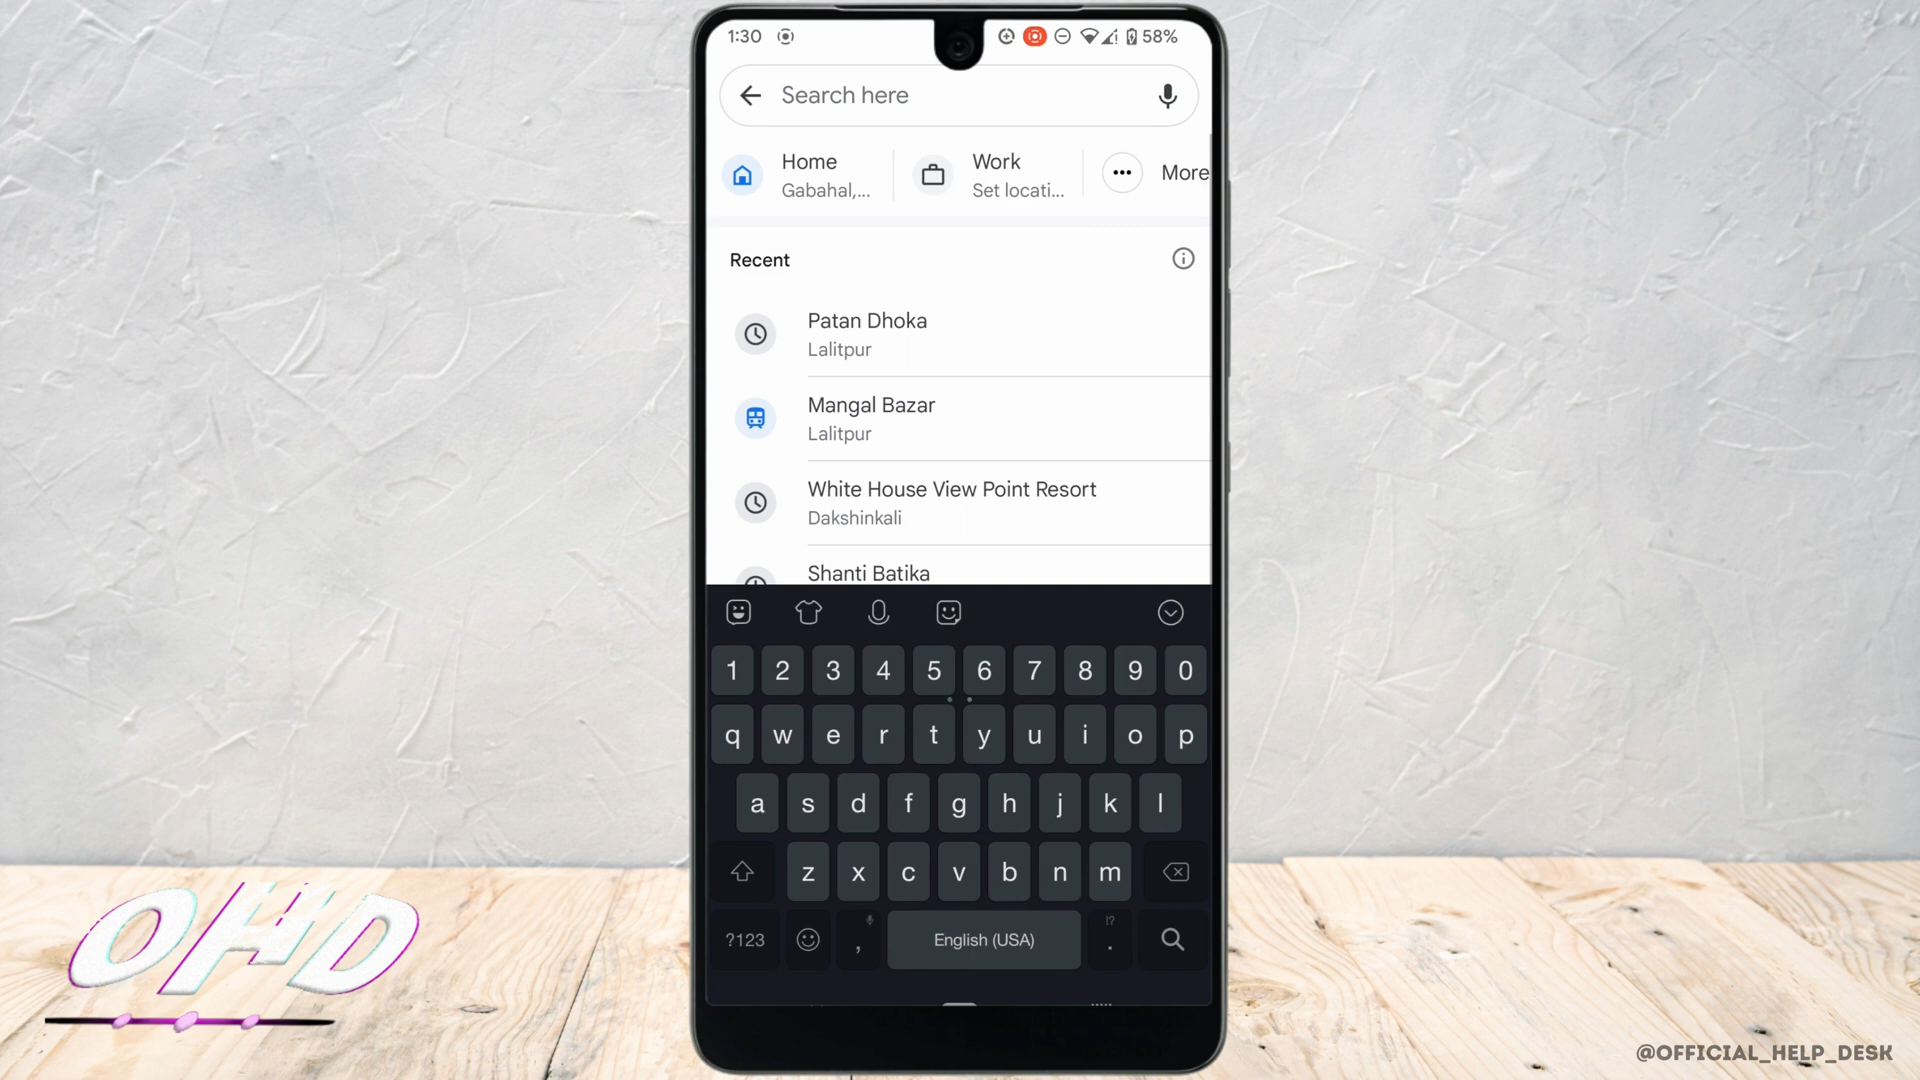 1:30
58%
Search here
Home
Gabahal,...
Work
Set locati...
More
Recent
Patan Dhoka
Lalitpur
Mangal Bazar
Lalitpur
White House View Point Resort
Dakshinkali
Shanti Batika
1 2 3 4 5 6 7 8 9 0
q w e r t y u i o p
a s d f g h j k l
z x c v b n m
!?
?123 , English (USA) .
OHD
@OFFICIAL_HELP_DESK